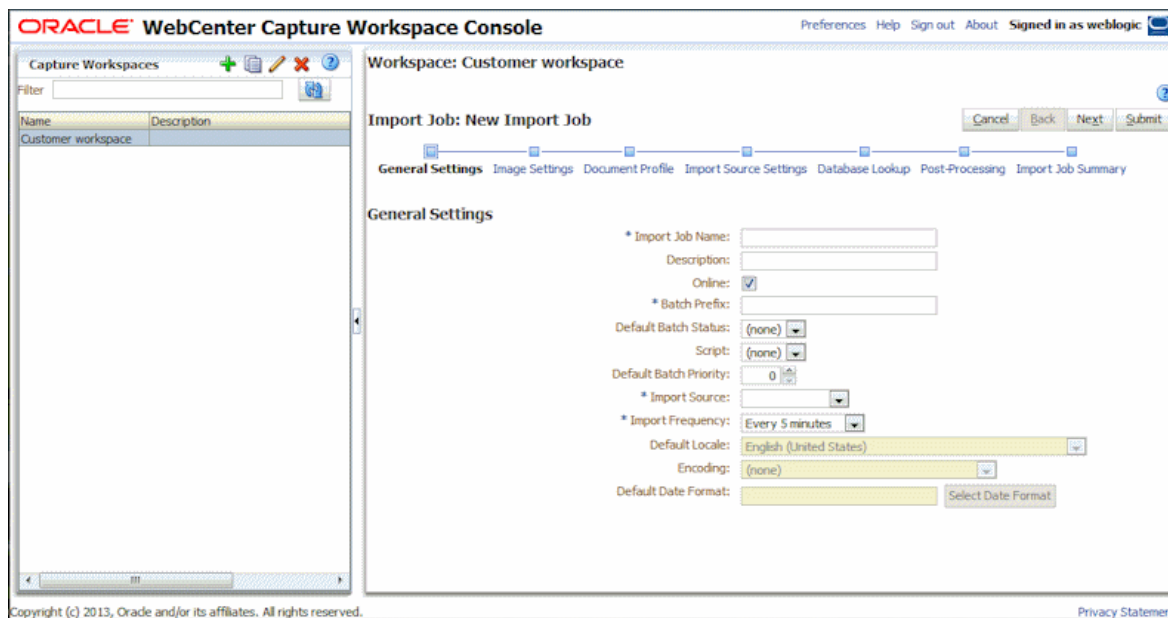 ORACLE WebCenter Capture Workspace Console
Preferences Help Sign out About Signed in as weblogic
Capture Workspaces
Filter
Name Description
Customer workspace
Workspace: Customer workspace
Import Job: New Import Job
Cancel Back Next Submit
General Settings Image Settings Document Profile Import Source Settings Database Lookup Post-Processing Import Job Summary
General Settings
* Import Job Name:
Description:
Online:
* Batch Prefix:
Default Batch Status: (none)
Script: (none)
Default Batch Priority: 0
* Import Source:
* Import Frequency: Every 5 minutes
Default Locale: English (United States)
Encoding: (none)
Default Date Format: Select Date Format
Copyright (c) 2013, Oracle and/or its affiliates. All rights reserved.
Privacy Statemen